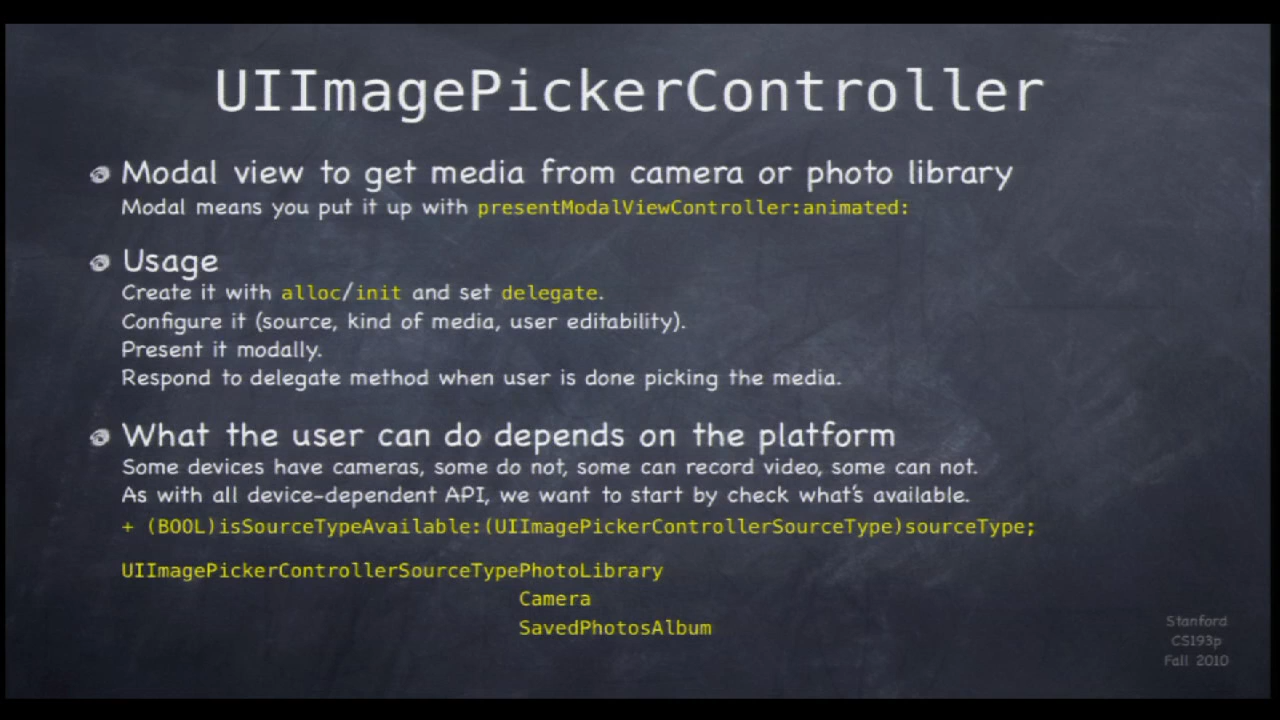 UIImagePickerController
Modal view to get media from camera or photo library
Modal means you put it up with presentModalViewController:animated:
Usage
Create it with alloc/init and set delegate.
Configure it (source, kind of media, user editability).
Present it modally.
Respond to delegate method when user is done picking the media.
What the user can do depends on the platform
Some devices have cameras, some do not, some can record video, some can not.
As with all device-dependent API, we want to start by check what's available.
+ (BOOL)isSourceTypeAvailable:(UIImagePickerControllerSourceType)sourceType;
UIImagePickerControllerSourceTypePhotoLibrary
Camera
SavedPhotosAlbum
Stanford
CS193p
Fall 2010